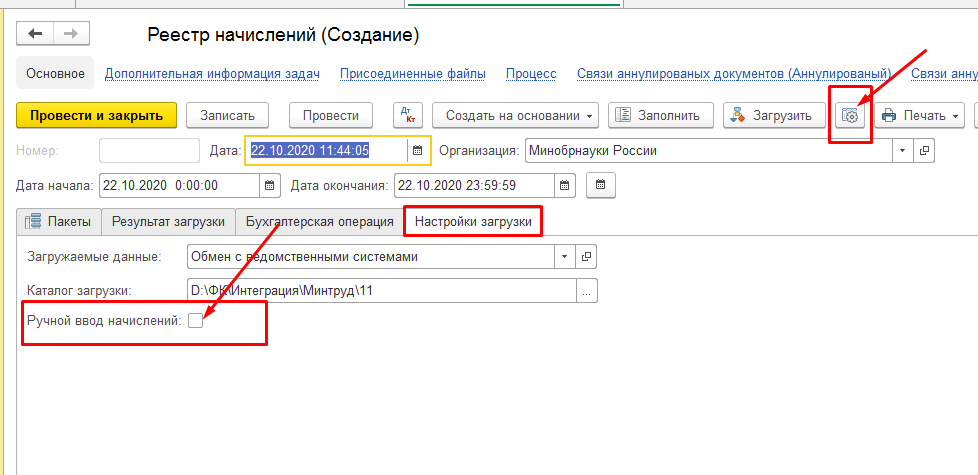 Реестр начислений (Создание)
Основное Дополнительная информация задач Присоединенные файлы Процесс Связи аннулированых документов (Аннулированый) Связи анну
Провести и закрыть Записать Провести Дт Кт Создать на основании Заполнить Загрузить Печать
Номер: Дата: 22.10.2020 11:44:05 Организация: Минобрнауки России
Дата начала: 22.10.2020 0:00:00 Дата окончания: 22.10.2020 23:59:59
Пакеты Результат загрузки Бухгалтерская операция Настройки загрузки
Загружаемые данные: Обмен с ведомственными системами
Каталог загрузки: D:\ФК\Интеграция\Минтруд\11 ...
Ручной ввод начислений: